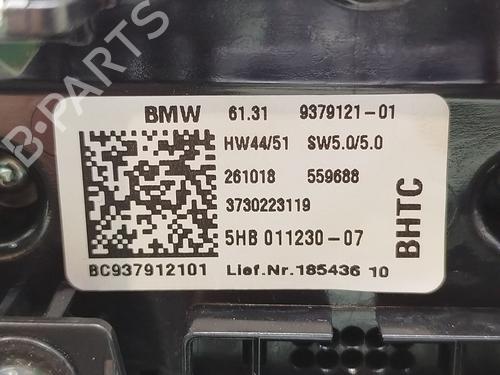 B-PARTS
BMW 61.31 9379121-01
HW44/51 SW5.0/5.0
261018 559688
3730223119
5HB 011230-07
BHTC
BC937912101 Lief.Nr.185436 10